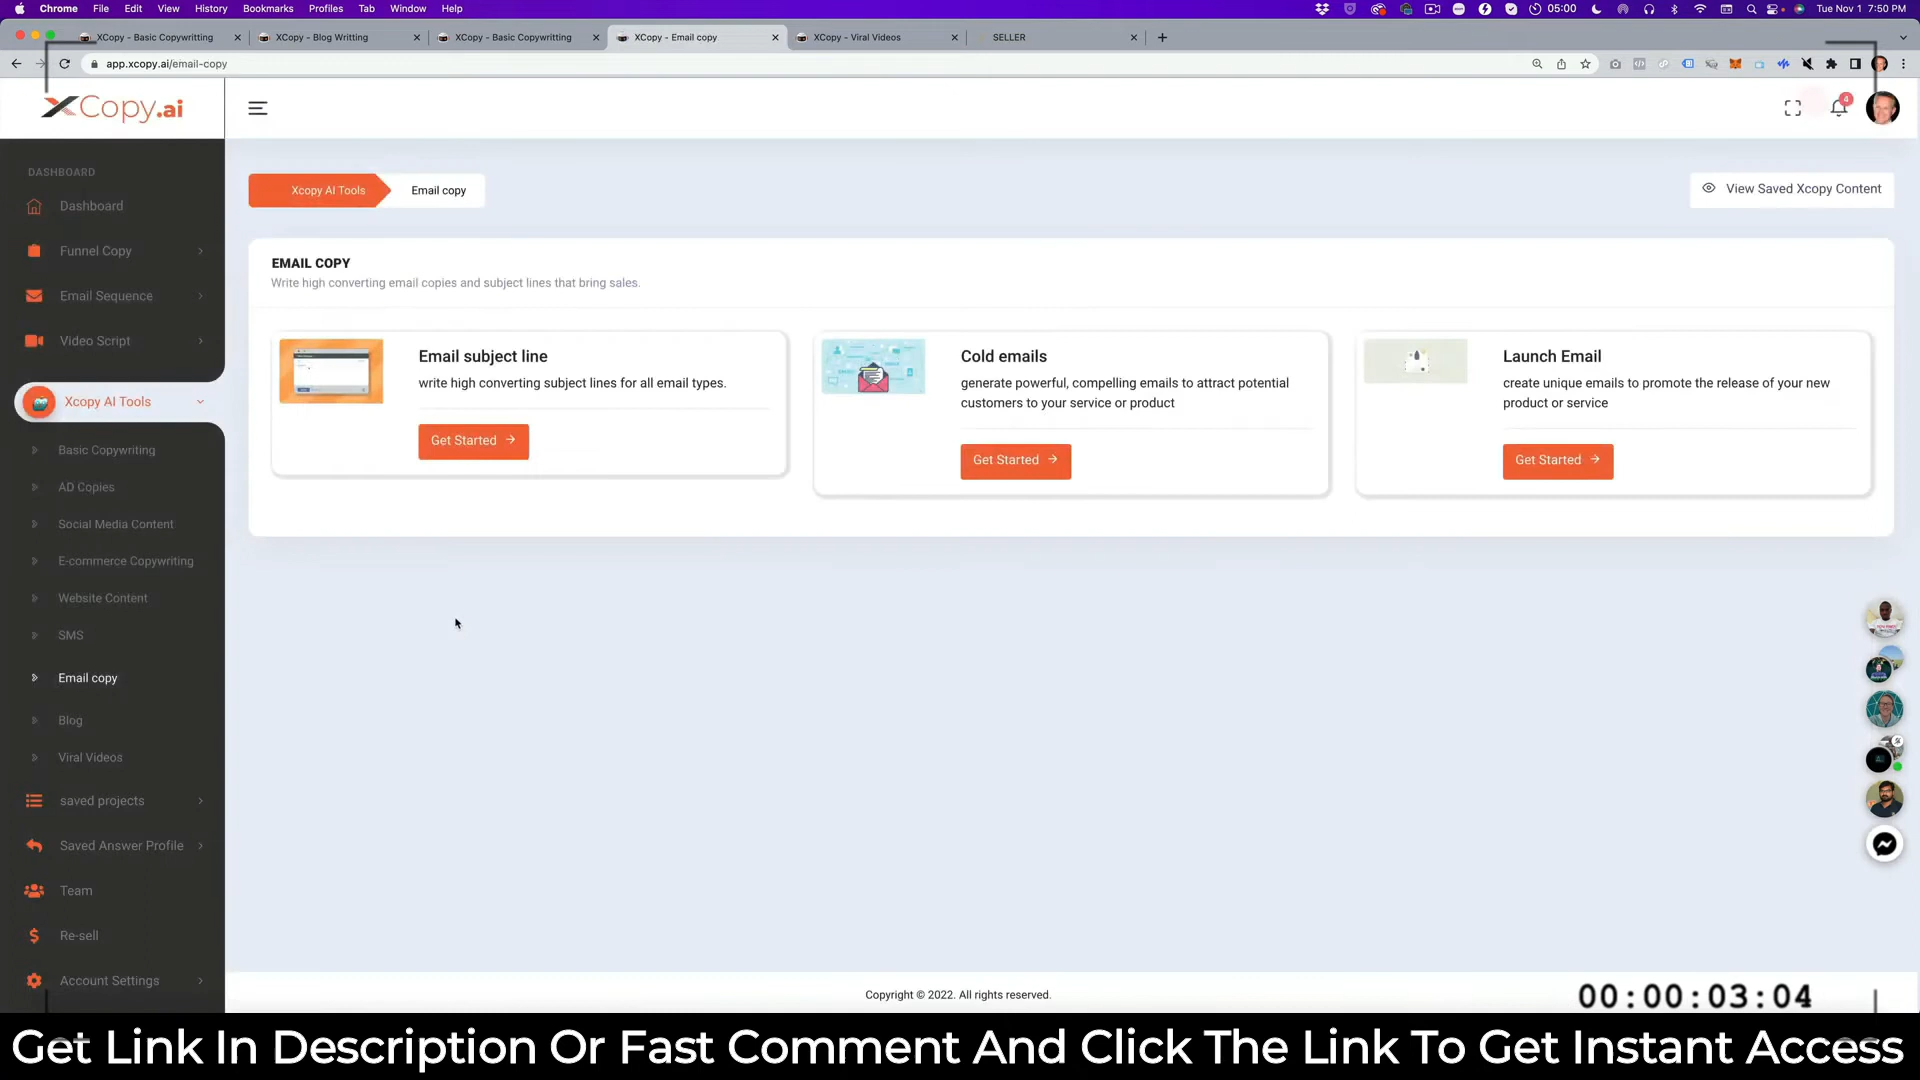 Chrome File Edit View History Bookmarks Profiles Tab Window Help
05:00
Tue Nov 1 7:50 PM
XCopy - Basic Copywritting
XCopy - Blog Writting
XCopy - Basic Copywritting
XCopy - Email copy
XCopy - Viral Videos
SELLER
app.xcopy.ai/email-copy
XCopy.ai
4
DASHBOARD
Dashboard
Funnel Copy
Email Sequence
Video Script
Xcopy AI Tools
Basic Copywriting
AD Copies
Social Media Content
E-commerce Copywriting
Website Content
SMS
Email copy
Blog
Viral Videos
saved projects
Saved Answer Profile
Team
Re-sell
Account Settings
Xcopy AI Tools
Email copy
View Saved Xcopy Content
EMAIL COPY
Write high converting email copies and subject lines that bring sales.
Email subject line
write high converting subject lines for all email types.
Get Started
Cold emails
generate powerful, compelling emails to attract potential
customers to your service or product
Get Started
Launch Email
create unique emails to promote the release of your new
product or service
Get Started
Copyright © 2022. All rights reserved.
00:00:03:04
Get Link In Description Or Fast Comment And Click The Link To Get Instant Access